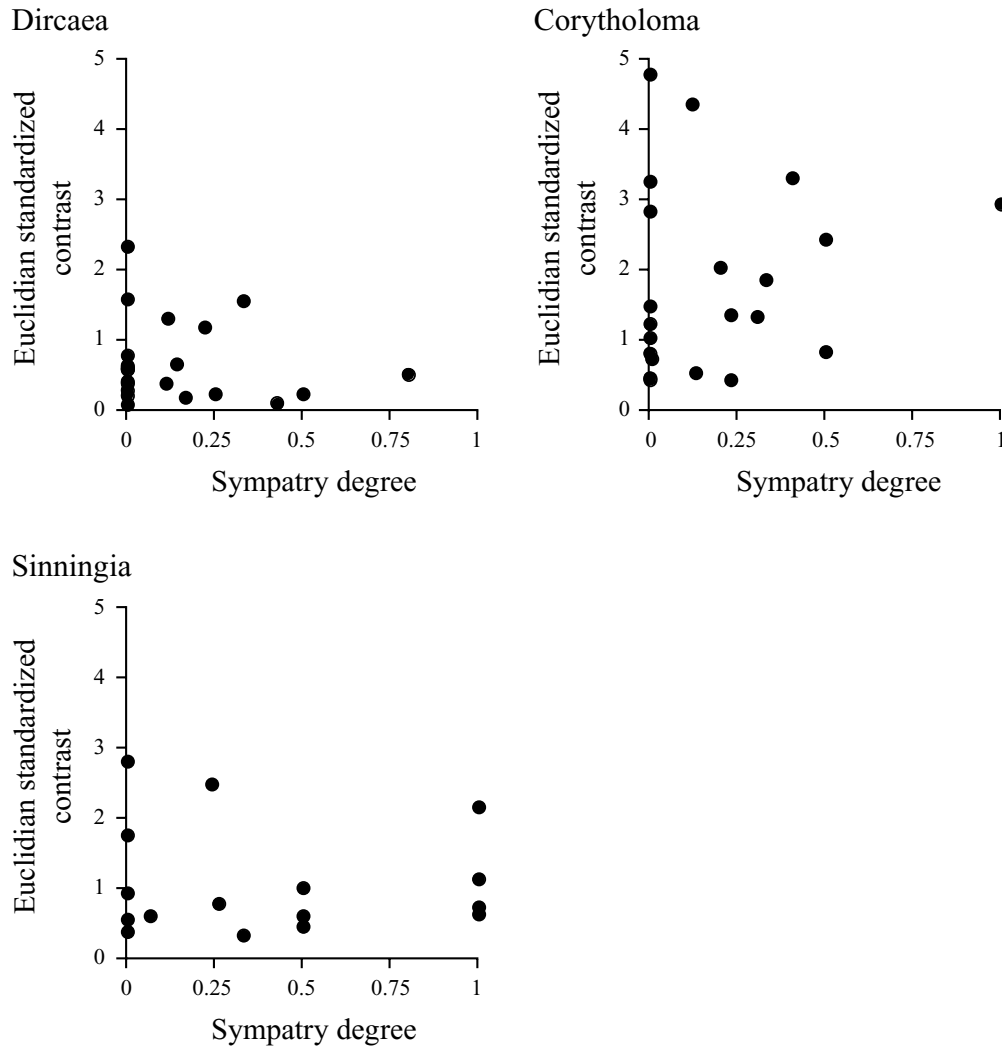 Dircaea
Euclidian standardized
contrast
5
4
3
2
1
0
0 0.25 0.5 0.75 1
Sympatry degree
Corytholoma
Euclidian standardized
contrast
5
4
3
2
1
0
0 0.25 0.5 0.75 1
Sympatry degree
Sinningia
Euclidian standardized
contrast
5
4
3
2
1
0
0 0.25 0.5 0.75 1
Sympatry degree